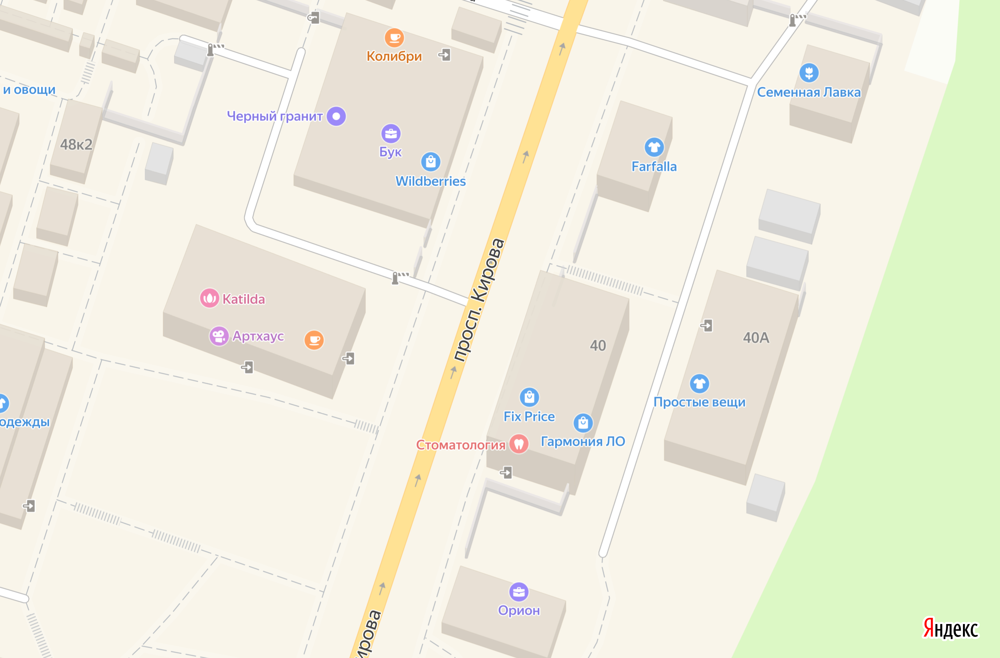 Колибри
и овощи
Семенная Лавка
Черный гранит
48к2
Бук
Farfalla
Wildberries
просп. Кирова
Katilda
Артхаус
40
40А
Простые вещи
Fix Price
одежды
Гармония ЛО
Стоматология
Орион
ирова
Яндекс